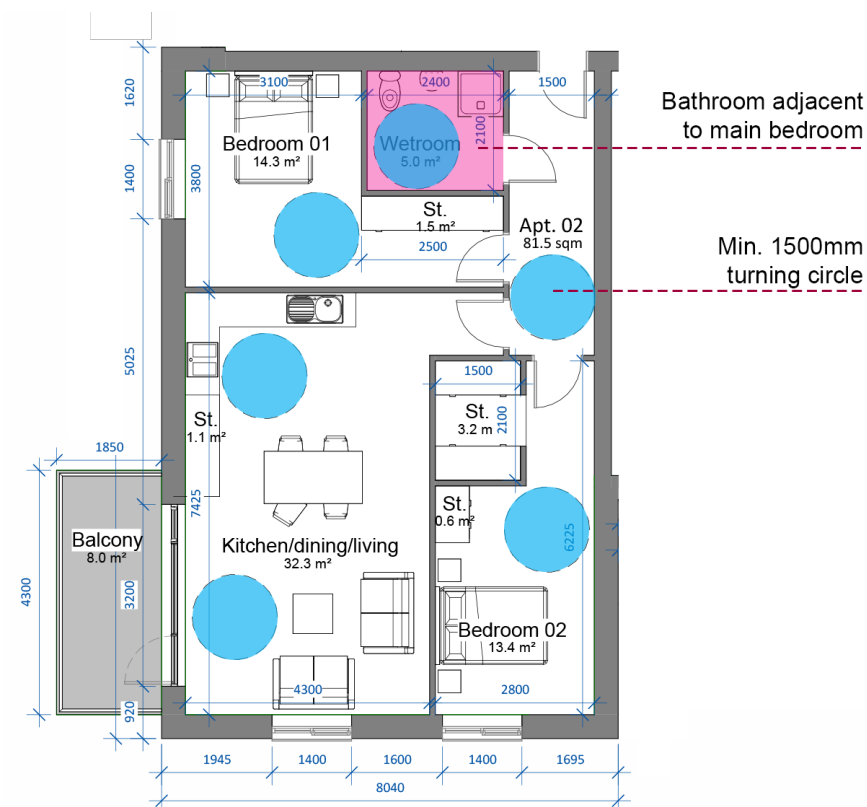 1620
3100
2400
1500
Bathroom adjacent
to main bedroom
Bedroom 01
14.3 m²
Wetroom
5.0 m²
2100
1400
3800
St.
1.5 m²
2500
Apt. 02
81.5 sqm
Min. 1500mm
turning circle
5025
1500
St.
1.1 m²
St.
3.2 m
2100
1850
7425
St.
0.6 m²
Balcony
8.0 m²
Kitchen/dining/living
32.3 m²
6225
4300
3200
Bedroom 02
13.4 m²
4300
2800
920
1945
1400
1600
1400
1695
8040